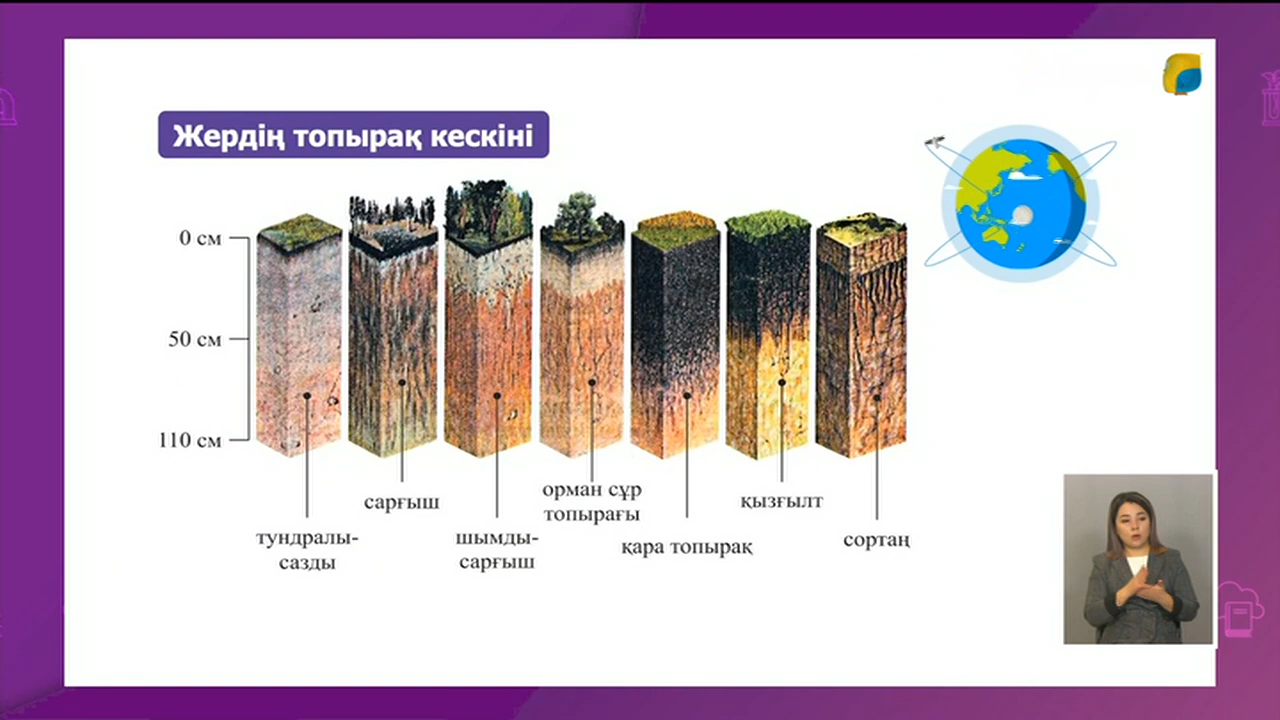 Жердің топырақ кескіні
0 см
50 см
110 см
тундралы-
сазды
сарғыш
шымды-
сарғыш
орман сұр
топырағы
қара топырақ
қызғылт
сортаң